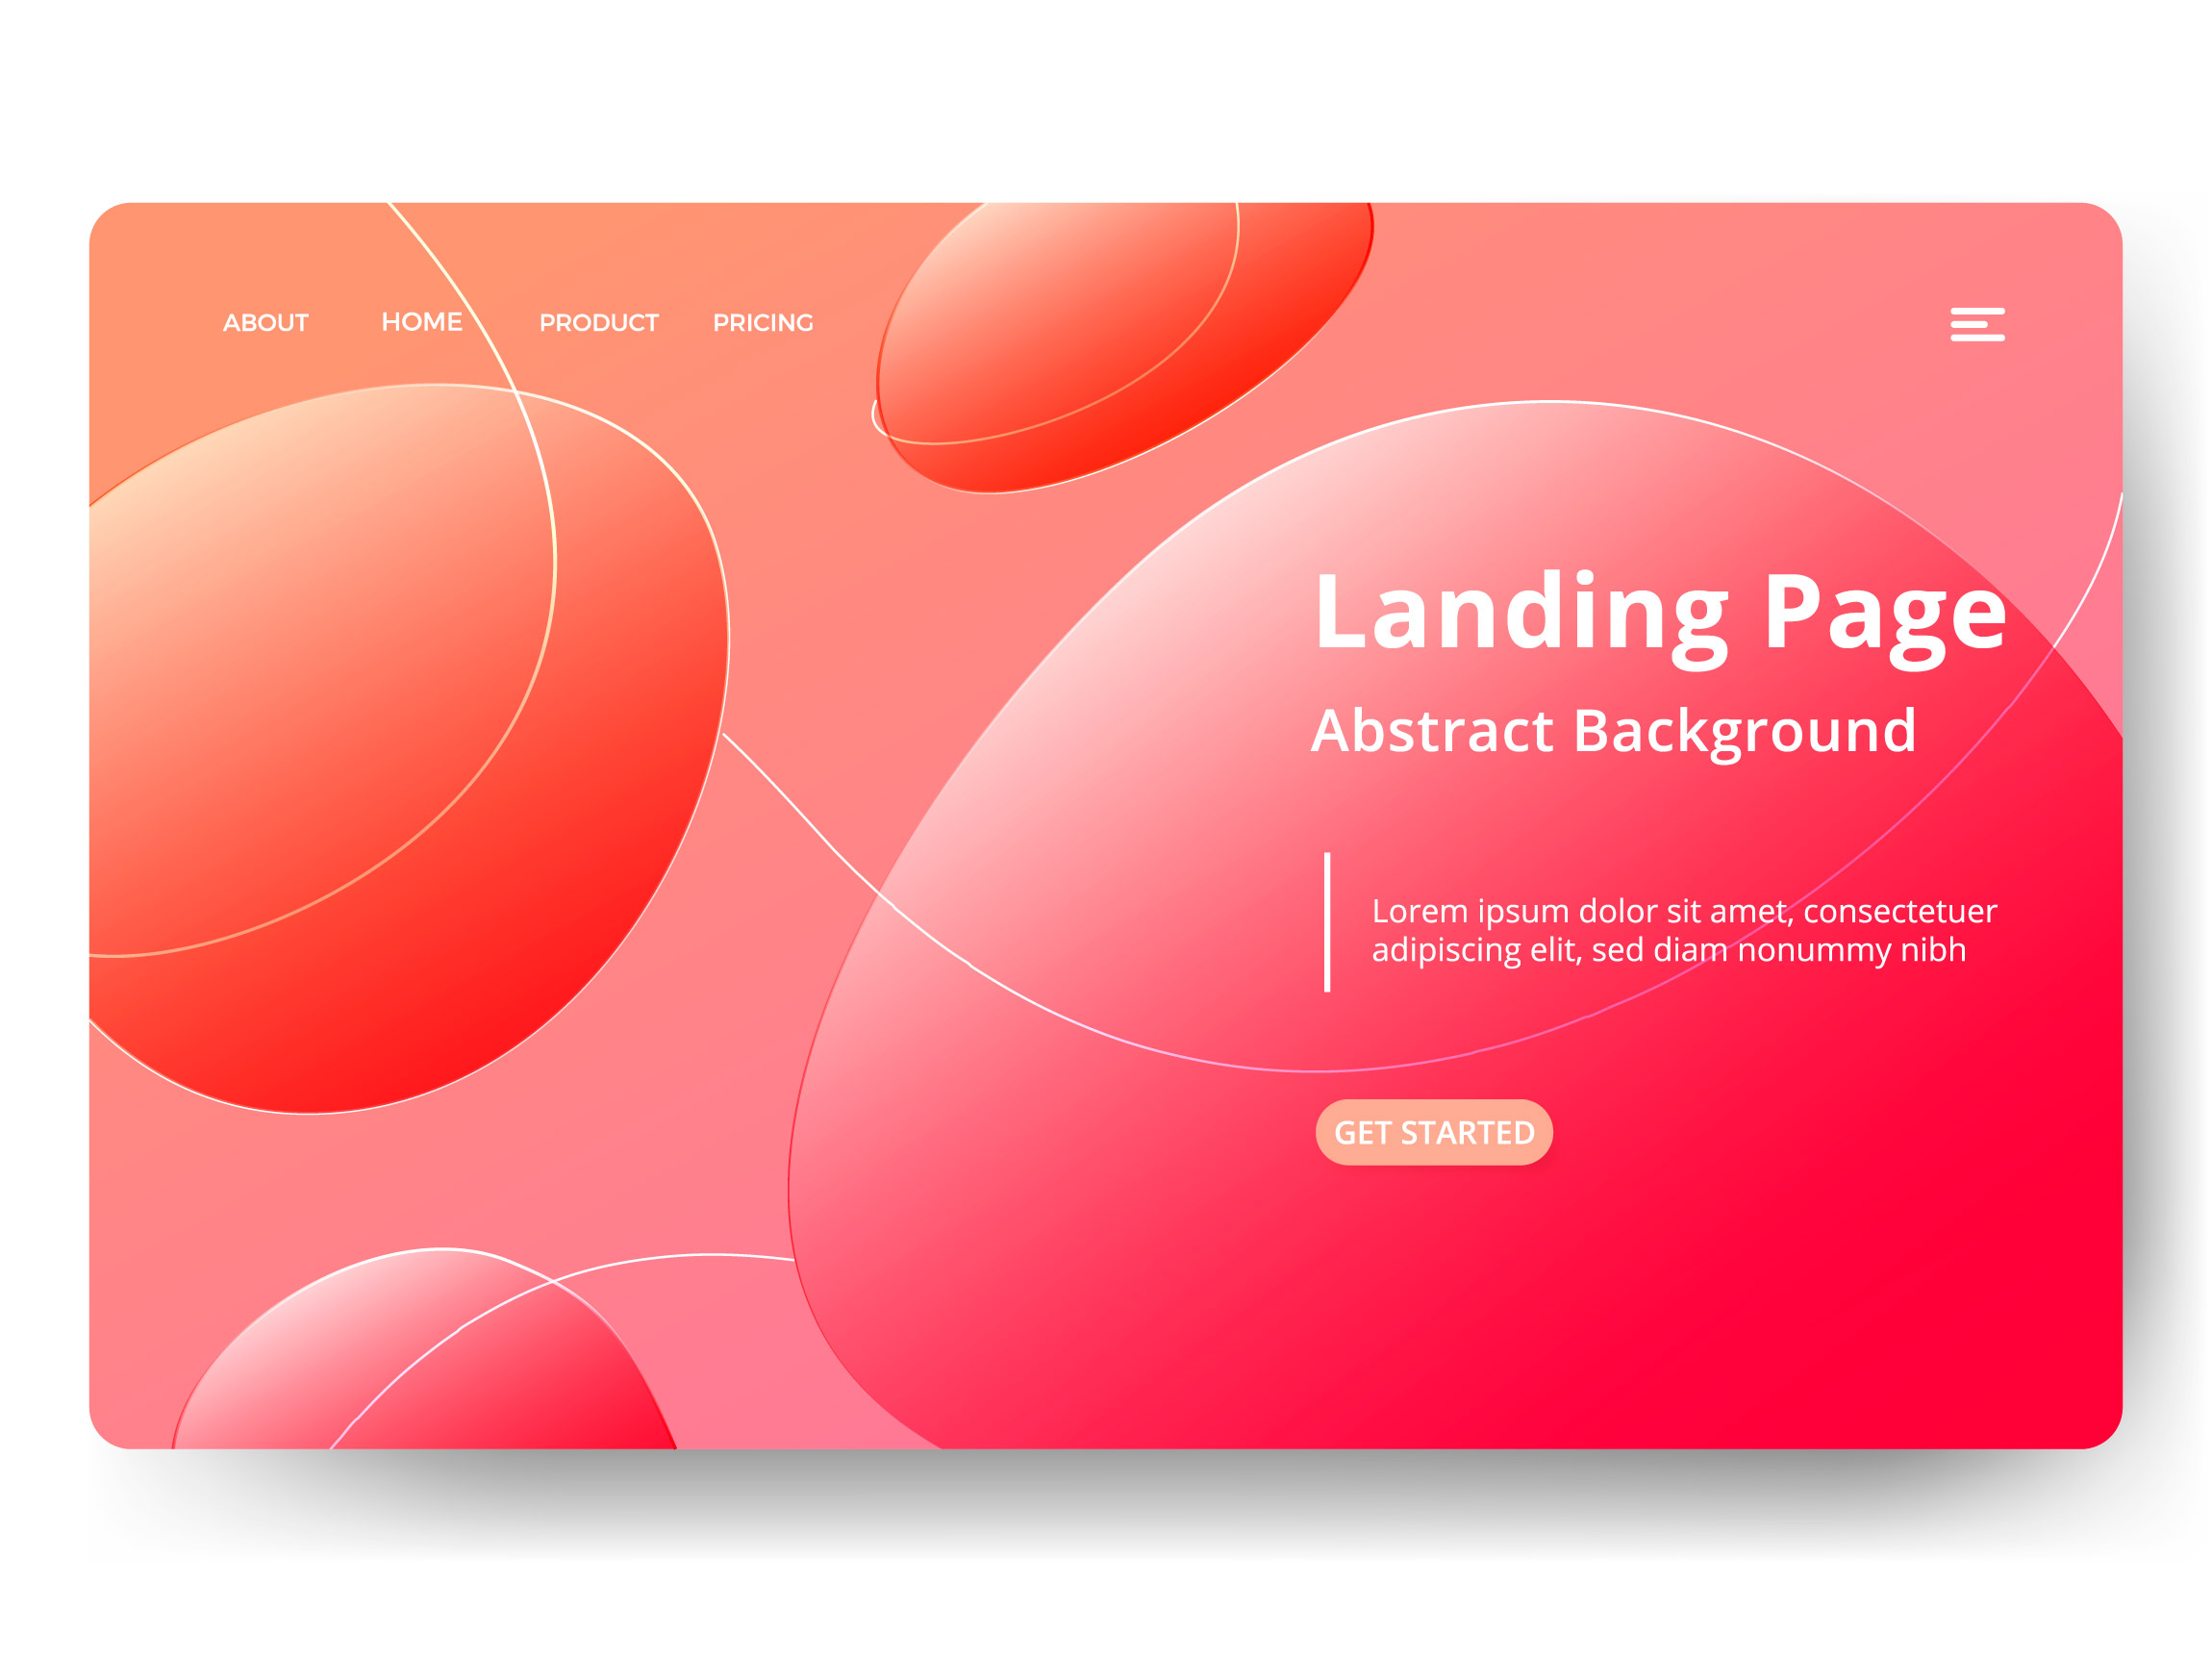 ABOUT HOME PRODUCT PRICING
Landing Page
Abstract Background
Lorem ipsum dolor sit amet, consectetuer
adipiscing elit, sed diam nonummy nibh
GET STARTED